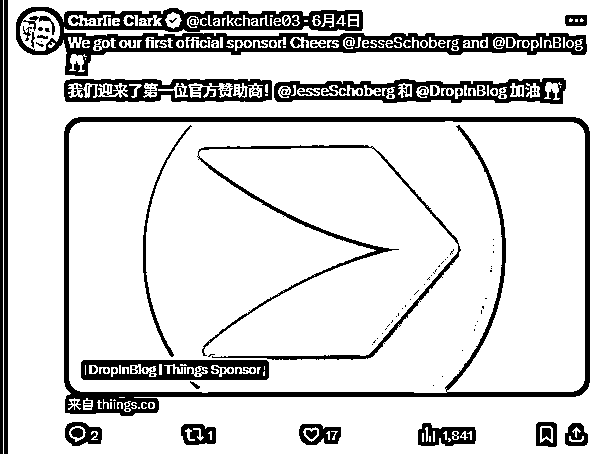 Charlie Clark @clarkcharlie03 · 6月4日
We got our first official sponsor! Cheers @JesseSchoberg and @DropInBlog
🥂
我们迎来了第一位官方赞助商！@JesseSchoberg 和 @DropInBlog 加油 🥂
DropInBlog | Thiings Sponsor
来自 thiings.co
2 1 17 1,841